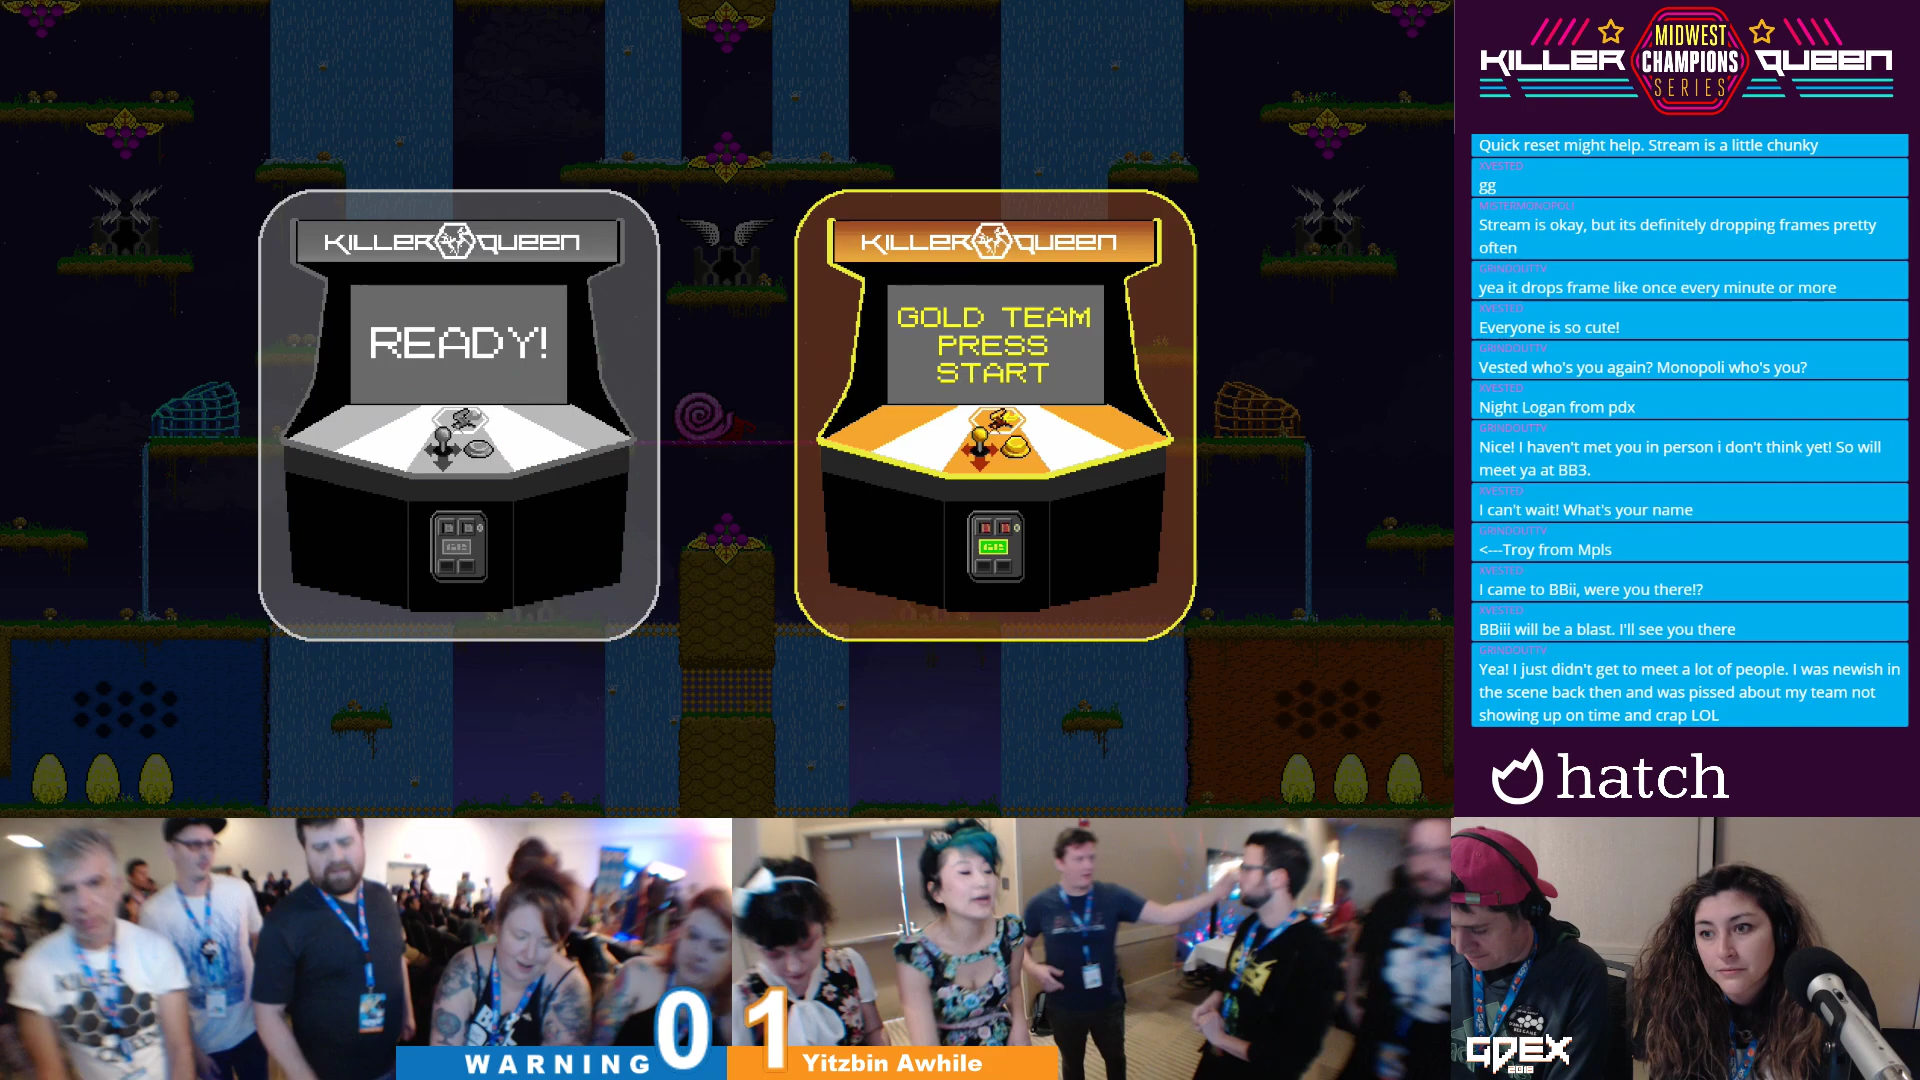 KILLER QUEEN
READY!
KILLER QUEEN
GOLD TEAM
PRESS
START
KILLER QUEEN
MIDWEST
CHAMPIONS
SERIES
Quick reset might help. Stream is a little chunky
XVESTED
gg
MISTERMONOPOLI
Stream is okay, but its definitely dropping frames pretty
often
GRINDOUTTV
yea it drops frame like once every minute or more
XVESTED
Everyone is so cute!
GRINDOUTTV
Vested who's you again? Monopoli who's you?
XVESTED
Night Logan from pdx
GRINDOUTTV
Nice! I haven't met you in person i don't think yet! So will
meet ya at BB3.
XVESTED
I can't wait! What's your name
GRINDOUTTV
<---Troy from Mpls
XVESTED
I came to BBii, were you there!?
XVESTED
BBiii will be a blast. I'll see you there
GRINDOUTTV
Yea! I just didn't get to meet a lot of people. I was newish in
the scene back then and was pissed about my team not
showing up on time and crap LOL
hatch
WARNING 0
1 Yitzbin Awhile
GDEX
2018